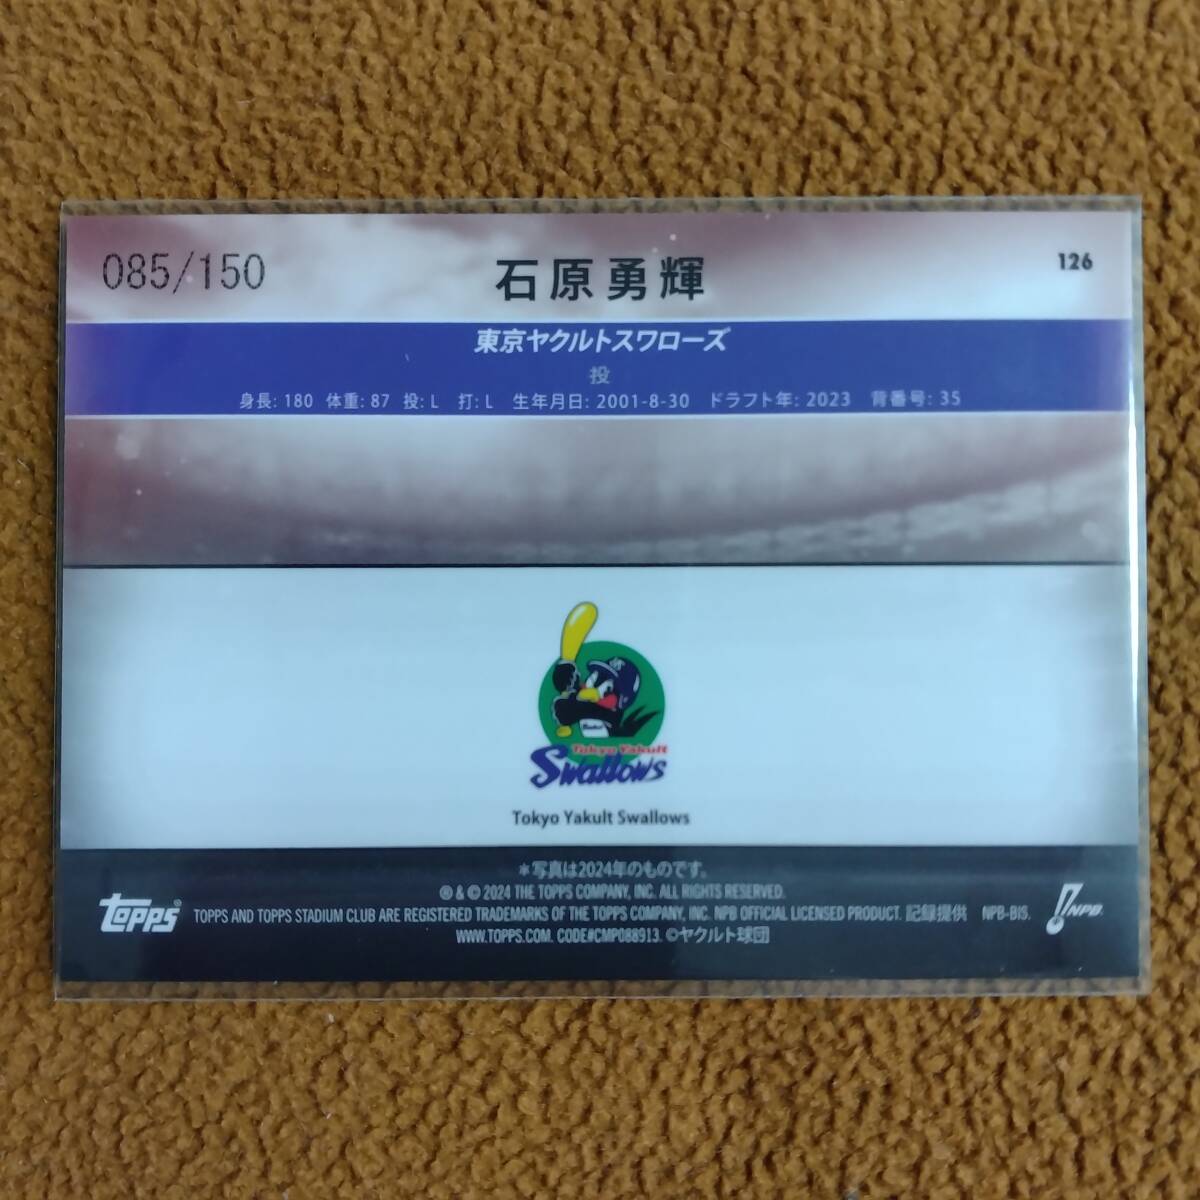 085/150
石原勇輝
126
東京ヤクルトスワローズ
投
身長: 180 体重: 87 投: L 打: L 生年月日: 2001-8-30 ドラフト年: 2023 背番号: 35
Tokyo Yakult
Swallows
Tokyo Yakult Swallows
*写真は2024年のものです。
® & © 2024 THE TOPPS COMPANY, INC. ALL RIGHTS RESERVED.
topps®
TOPPS AND TOPPS STADIUM CLUB ARE REGISTERED TRADEMARKS OF THE TOPPS COMPANY, INC. NPB OFFICIAL LICENSED PRODUCT. 記録提供 NPB-BIS.
NPB
WWW.TOPPS.COM. CODE#CMP088913. ©ヤクルト球団